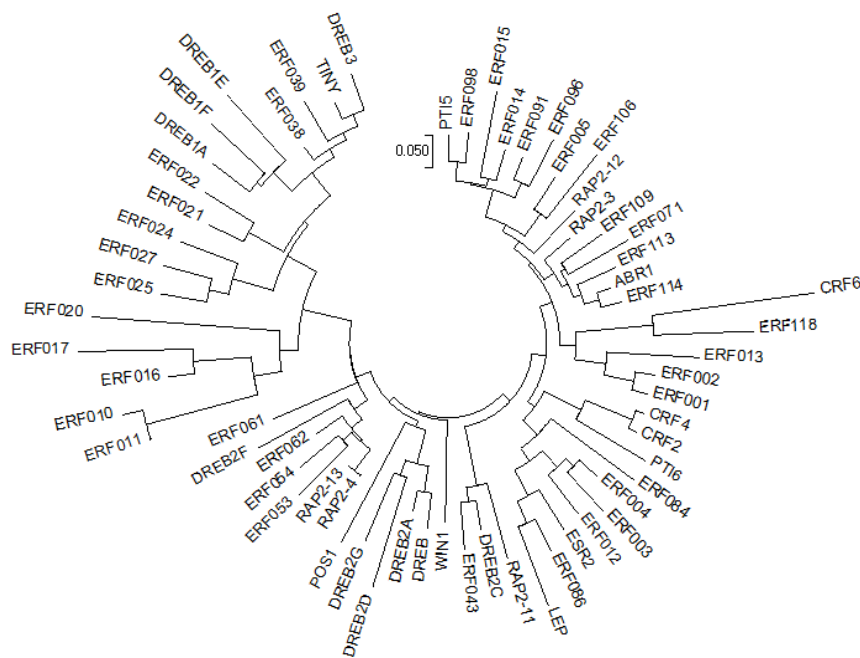 DREB3
TINY
ERF039
ERF038
DREB1E
DREB1F
DREB1A
ERF022
ERF021
ERF024
ERF027
ERF025
ERF020
ERF017
ERF016
ERF010
ERF011
ERF061
DREB2F
ERF062
ERF054
ERF053
RAP2-13
RAP2-4
POS1
DREB2G
DREB2D
DREB2A
DREB
WIN1
ERF043
DREB2C
RAP2-11
LEP
ERF086
ESR2
ERF012
ERF003
ERF004
ERF084
PTI6
CRF2
CRF4
ERF001
ERF002
ERF013
ERF118
CRF6
ERF114
ABR1
ERF113
ERF071
ERF109
RAP2-3
RAP2-12
ERF106
ERF005
ERF096
ERF091
ERF014
ERF015
ERF098
PTI5
0.050